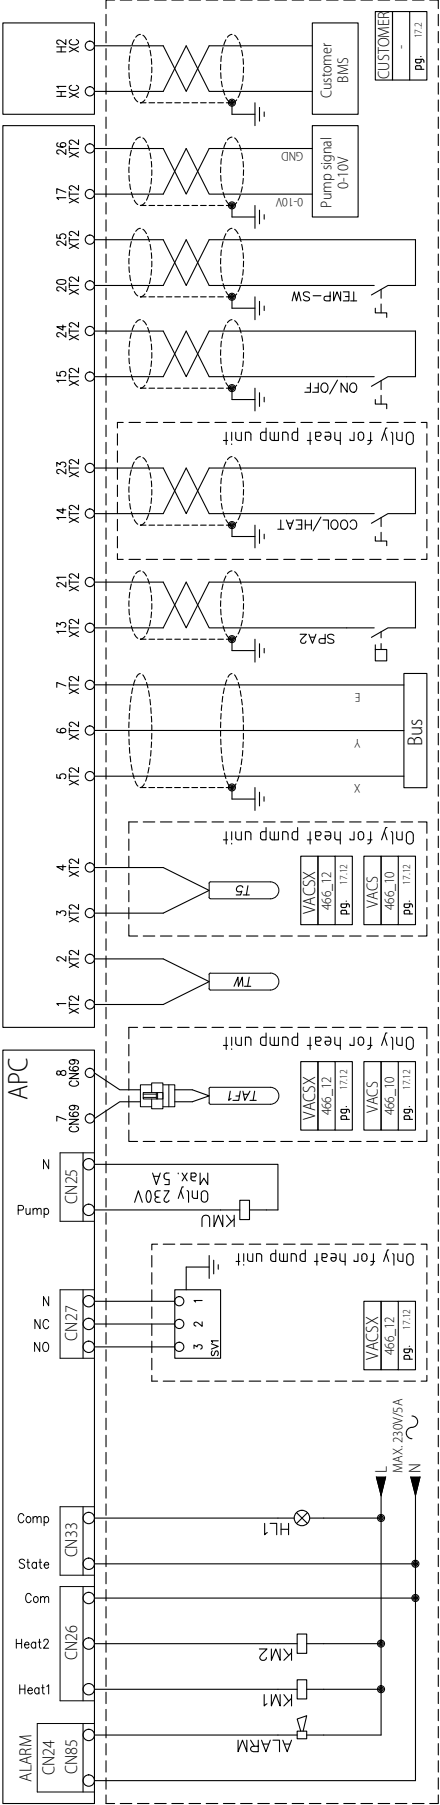 H2
XC
H1
XC
Customer
BMS
CUSTOMER
-
pg.
17.2
26
XT2
17
XT2
GND
0-10V
Pump signal
0-10V
25
XT2
20
XT2
TEMP-SW
24
XT2
15
XT2
ON/OFF
Only for heat pump unit
23
XT2
14
XT2
COOL/HEAT
21
XT2
13
XT2
SPA2
7
XT2
6
XT2
5
XT2
E
Y
X
Bus
Only for heat pump unit
4
XT2
3
XT2
T5
VACSX
466_12
pg.
17.12
VACS
466_10
pg.
17.12
2
XT2
1
XT2
TW
APC
Only for heat pump unit
8
CN69
7
CN69
TAF1
VACSX
466_12
pg.
17.12
VACS
466_10
pg.
17.12
N
Pump
CN25
Only 230V
Max. 5A
KMU
Only for heat pump unit
N
NC
NO
CN27
1
2
3
SV1
VACSX
466_12
pg.
17.12
MAX. 230V/5A
L
N
Comp
State
CN33
HL1
Com
Heat2
Heat1
CN26
KM2
KM1
ALARM
CN24
CN85
ALARM